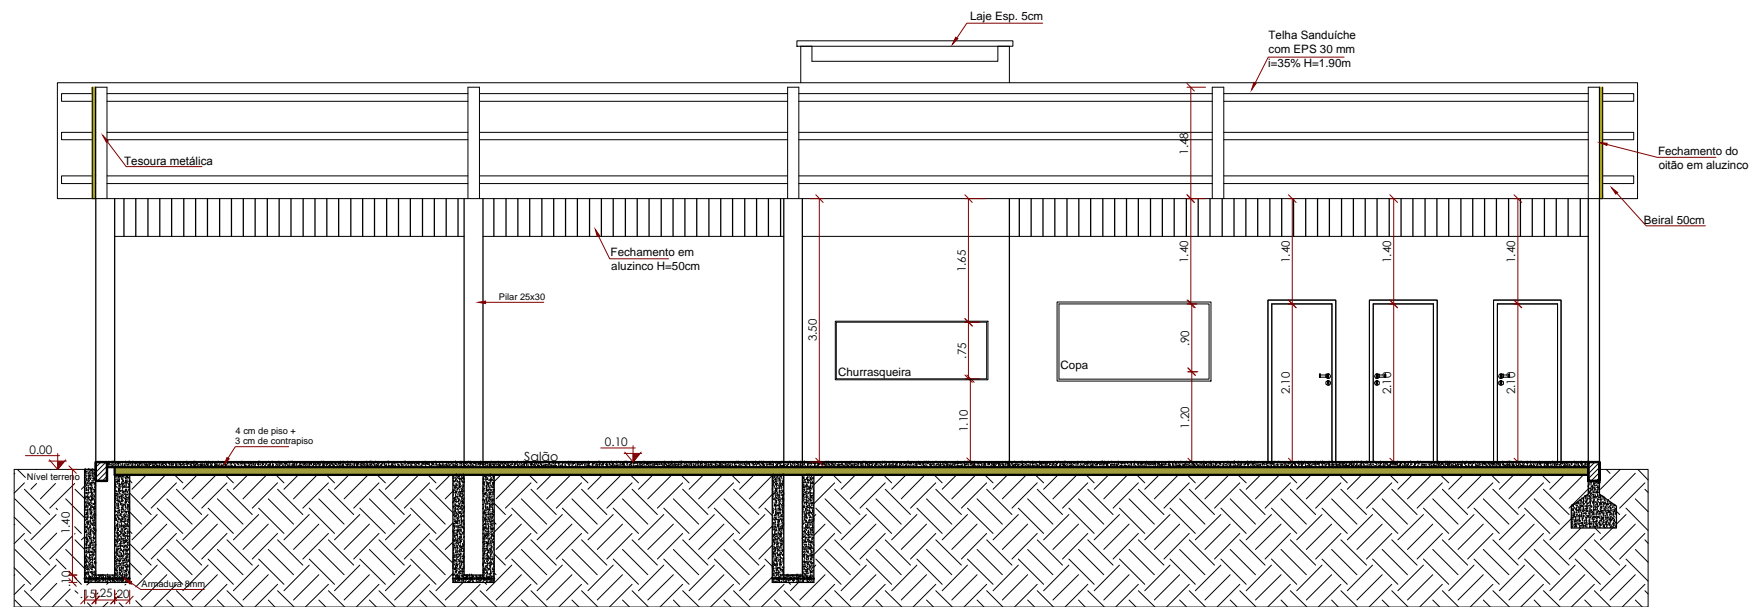 Laje Esp. 5cm
Telha Sanduíche
com EPS 30 mm
i=35% H=1.90m
Tesoura metálica
1.48
Fechamento do
oitão em aluzinco
Beiral 50cm
Fechamento em
aluzinco H=50cm
Pilar 25x30
3.50
1.65
.75
1.10
Churrasqueira
1.40
.90
1.20
Copa
1.40
2.10
1.40
2.10
1.40
2.10
4 cm de piso +
3 cm de contrapiso
0.00
Nível terreno
Salão
0.10
1.40
.10
Armadura 8mm
.25
.20